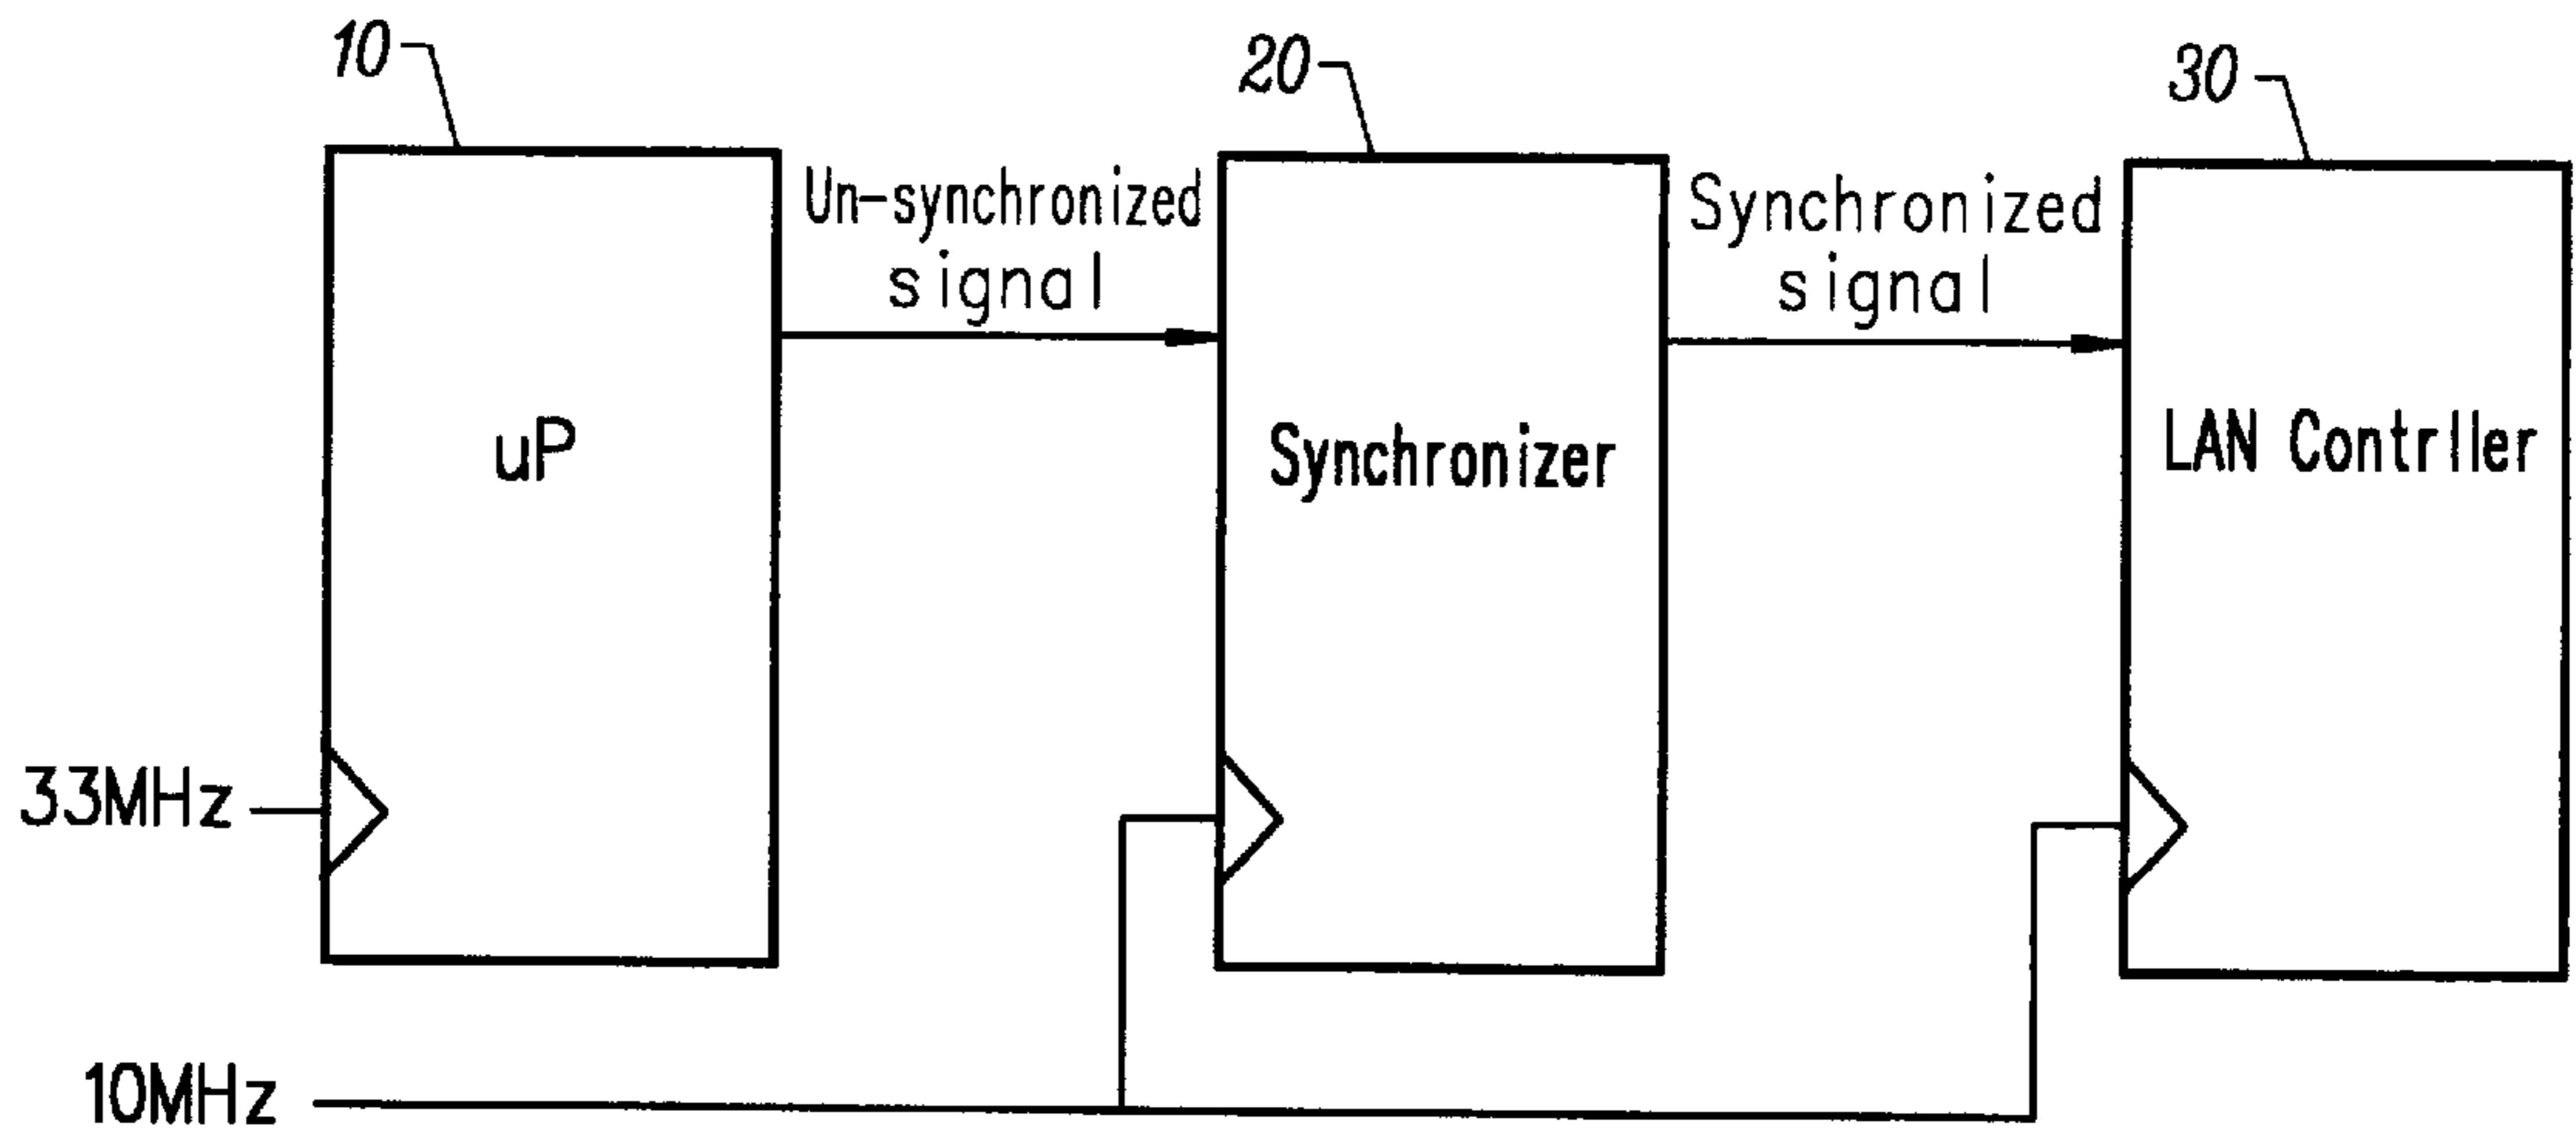 10
20
30
Un-synchronized
signal
Synchronized
signal
uP
Synchronizer
LAN Contrller
33MHz
10MHz